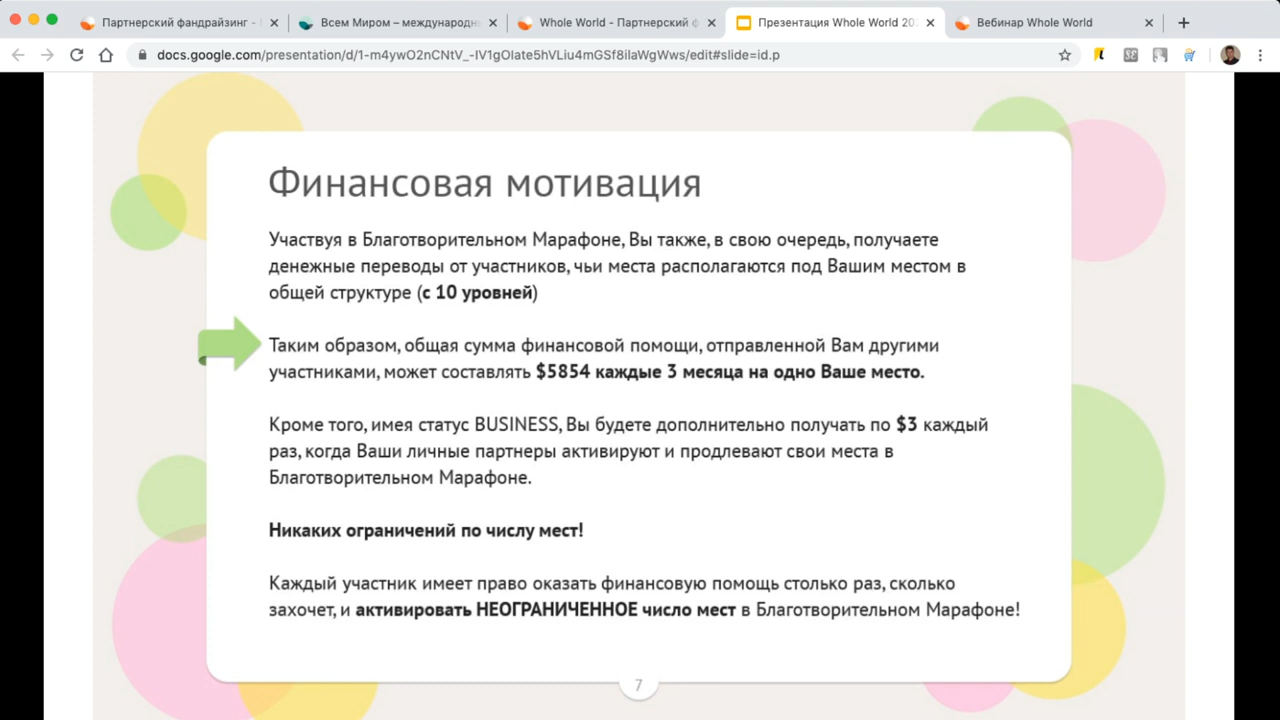 Партнерский фандрайзинг -
Всем Миром – международн
Whole World - Партнерский ф
Презентация Whole World 202
Вебинар Whole World
docs.google.com/presentation/d/1-m4ywO2nCNtV_-IV1gOlate5hVLiu4mGSf8ilaWgWws/edit#slide=id.p
Финансовая мотивация
Участвуя в Благотворительном Марафоне, Вы также, в свою очередь, получаете
денежные переводы от участников, чьи места располагаются под Вашим местом в
общей структуре (с 10 уровней)
Таким образом, общая сумма финансовой помощи, отправленной Вам другими
участниками, может составлять $5854 каждые 3 месяца на одно Ваше место.
Кроме того, имея статус BUSINESS, Вы будете дополнительно получать по $3 каждый
раз, когда Ваши личные партнеры активируют и продлевают свои места в
Благотворительном Марафоне.
Никаких ограничений по числу мест!
Каждый участник имеет право оказать финансовую помощь столько раз, сколько
захочет, и активировать НЕОГРАНИЧЕННОЕ число мест в Благотворительном Марафоне!
7